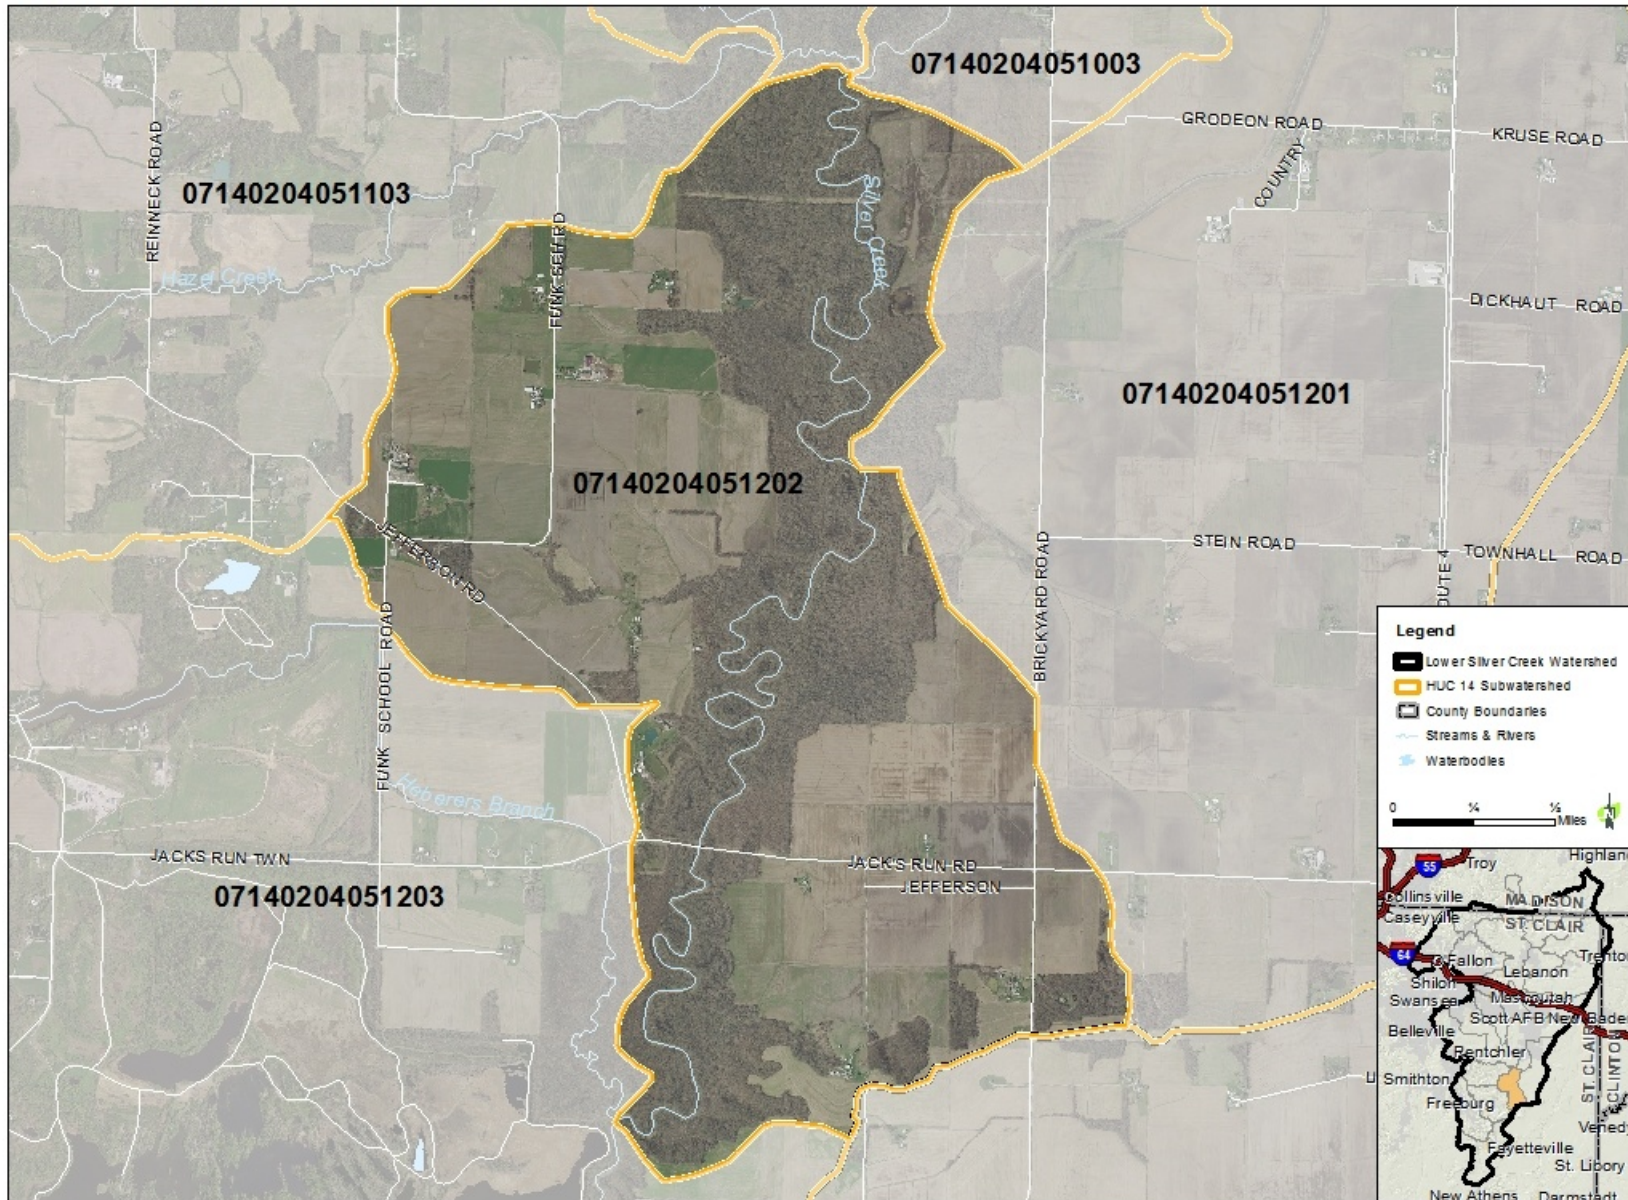 07140204051003
GRODEON ROAD
KRUSE ROAD
COUNTRY
REINNECK ROAD
07140204051103
Silver Creek
Hazel Creek
DICKHAUT ROAD
07140204051201
07140204051202
JEFFERSON RD
STEIN ROAD
TOWNHALL ROAD
BRICKYARD ROAD
FUNK SCHOOL ROAD
Heberers Branch
JACKS RUN TWN
JACK'S RUN RD
JEFFERSON
07140204051203
Legend
Lower Silver Creek Watershed
HUC 14 Subwatershed
County Boundaries
Streams & Rivers
Waterbodies
0 ¼ ½
Miles
N
55
Troy
Highland
Collinsville
MADISON
Caseyville
ST. CLAIR
64
O'Fallon
Trenton
Lebanon
Shiloh
Swansea
Mascoutah
Scott AFB
New Baden
Belleville
Rentchler
ST. CLAIR
CLINTON
Smithton
Freeburg
Venedy
Fayetteville
St. Libory
New Athens
Darmstadt